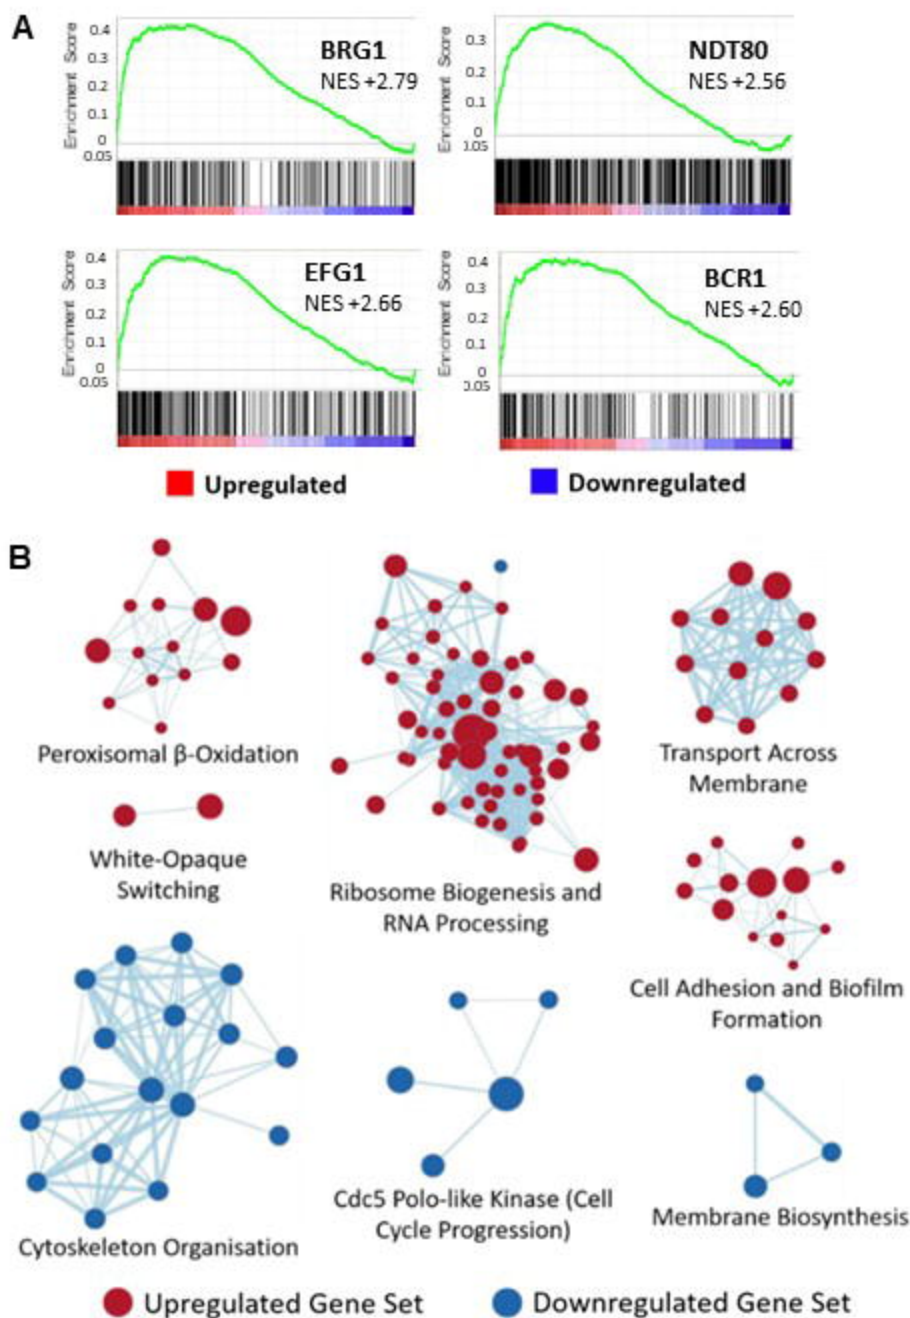 A
Enrichment Score
0.4
0.3
0.2
0.1
0
0.05
BRG1
NES +2.79
Enrichment Score
0.3
0.2
0.1
0
0.05
NDT80
NES +2.56
Enrichment Score
0.4
0.3
0.2
0.1
0
0.05
EFG1
NES +2.66
Enrichment Score
0.4
0.3
0.2
0.1
0
0.05
BCR1
NES +2.60
Upregulated
Downregulated
B
Peroxisomal β-Oxidation
White-Opaque
Switching
Ribosome Biogenesis and
RNA Processing
Transport Across
Membrane
Cell Adhesion and Biofilm
Formation
Cytoskeleton Organisation
Cdc5 Polo-like Kinase (Cell
Cycle Progression)
Membrane Biosynthesis
Upregulated Gene Set
Downregulated Gene Set